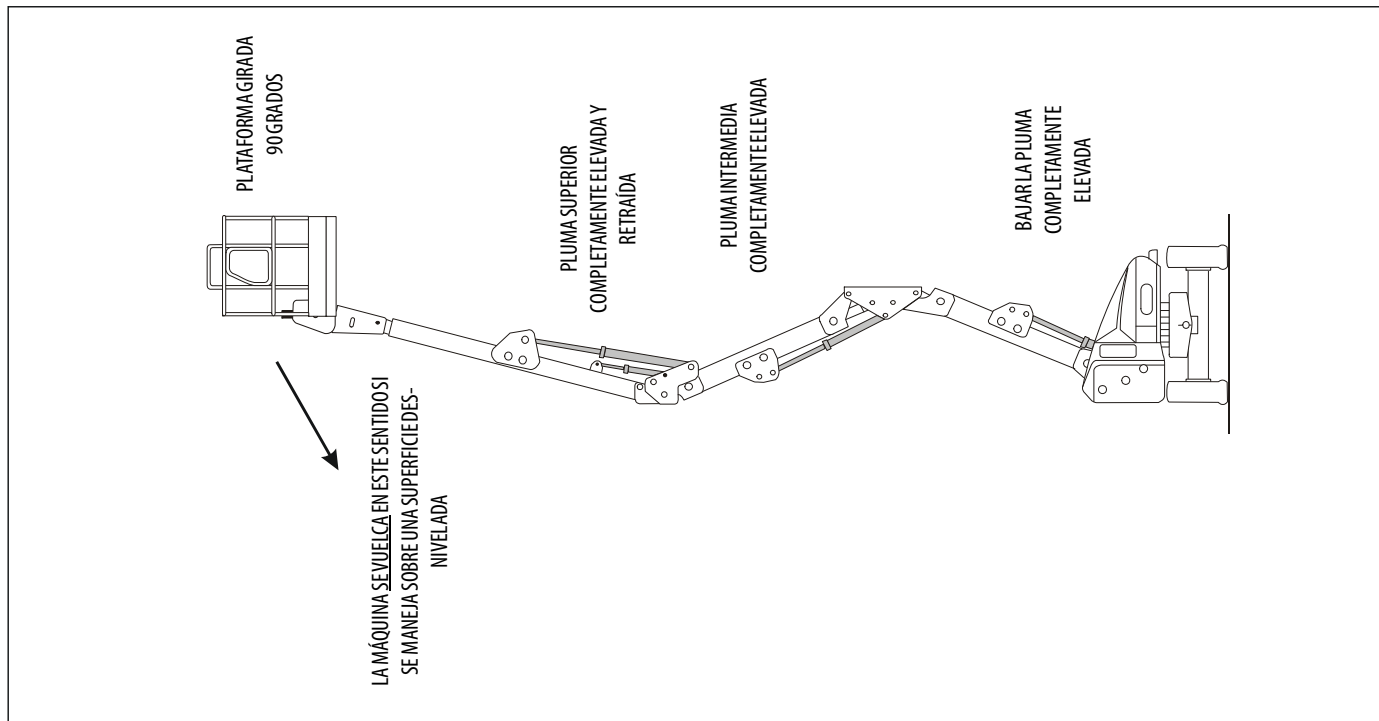 PLATAFORMA GIRADA
90 GRADOS
PLUMA SUPERIOR
COMPLETAMENTE ELEVADA Y
RETRAÍDA
PLUMA INTERMEDIA
COMPLETAMENTE ELEVADA
BAJAR LA PLUMA
COMPLETAMENTE
ELEVADA
LA MÁQUINA SE VUELCA EN ESTE SENTIDO SI
SE MANEJA SOBRE UNA SUPERFICIE DES-
NIVELADA